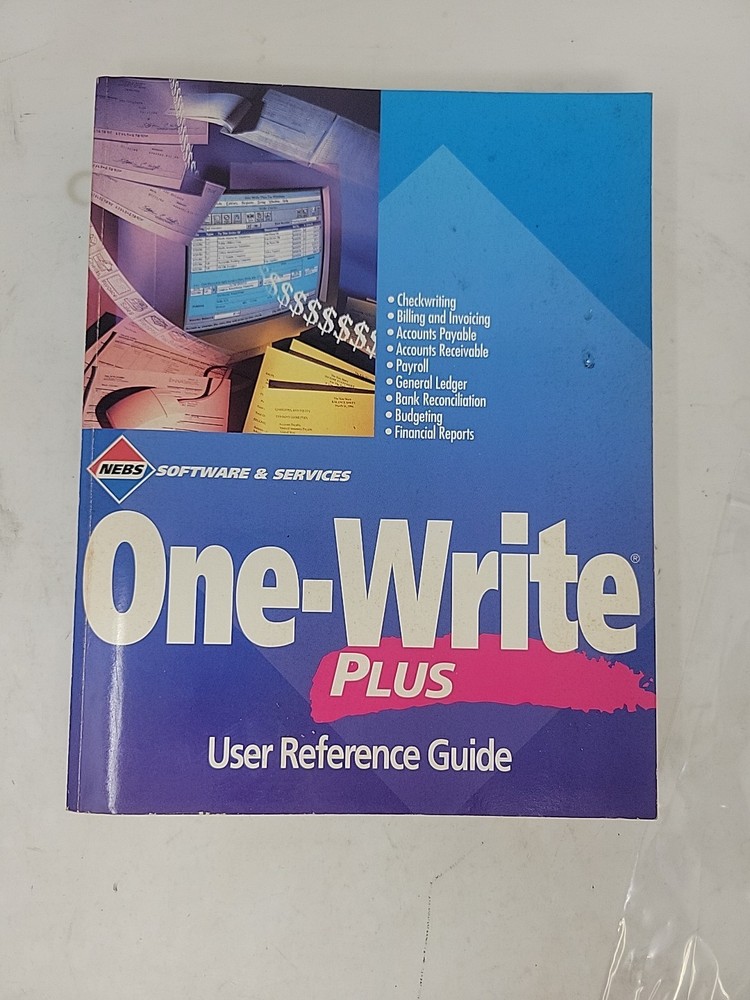 • Checkwriting
• Billing and Invoicing
• Accounts Payable
• Accounts Receivable
• Payroll
• General Ledger
• Bank Reconciliation
• Budgeting
• Financial Reports
$$$$$$$
NEBS SOFTWARE & SERVICES
One-Write®
PLUS
User Reference Guide